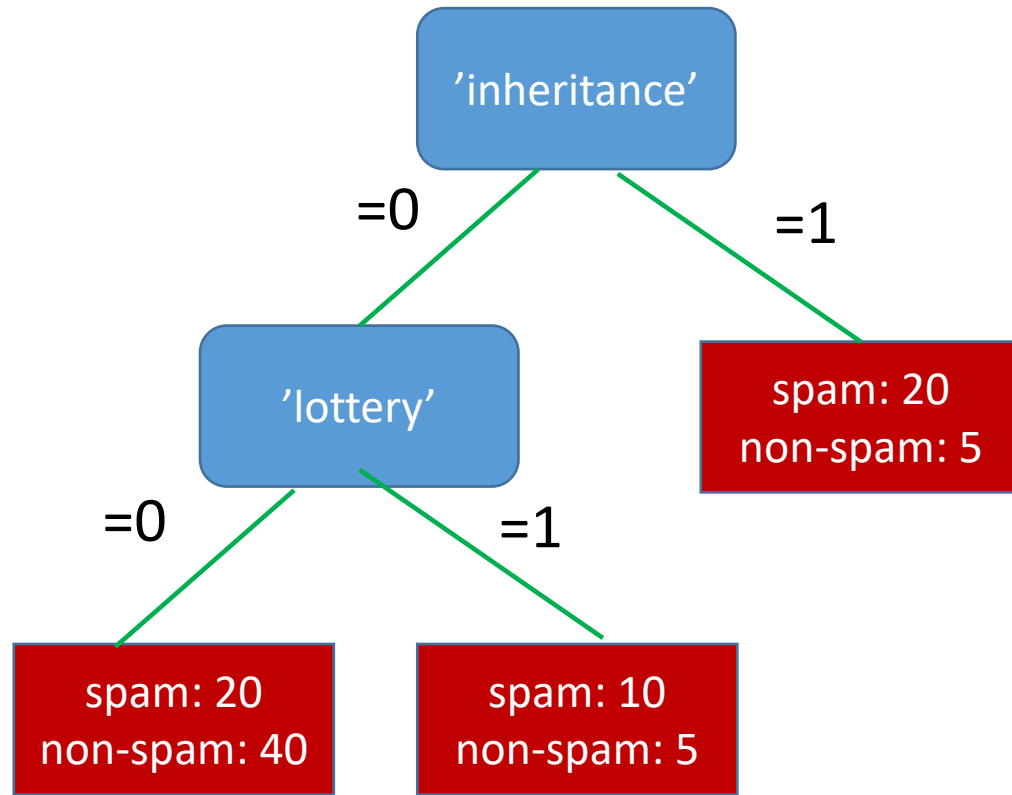 ’inheritance’
=0
=1
’lottery’
spam: 20
non-spam: 5
=0
=1
spam: 20
non-spam: 40
spam: 10
non-spam: 5